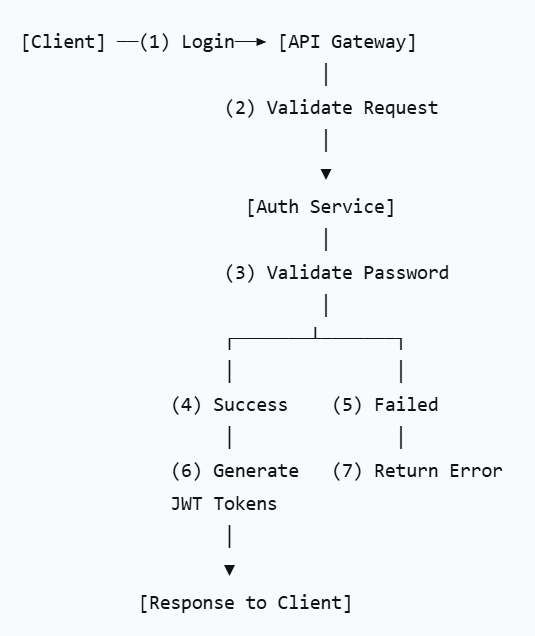 [Client] ──(1) Login──► [API Gateway]
(2) Validate Request
[Auth Service]
(3) Validate Password
(4) Success (5) Failed
(6) Generate (7) Return Error
JWT Tokens
[Response to Client]